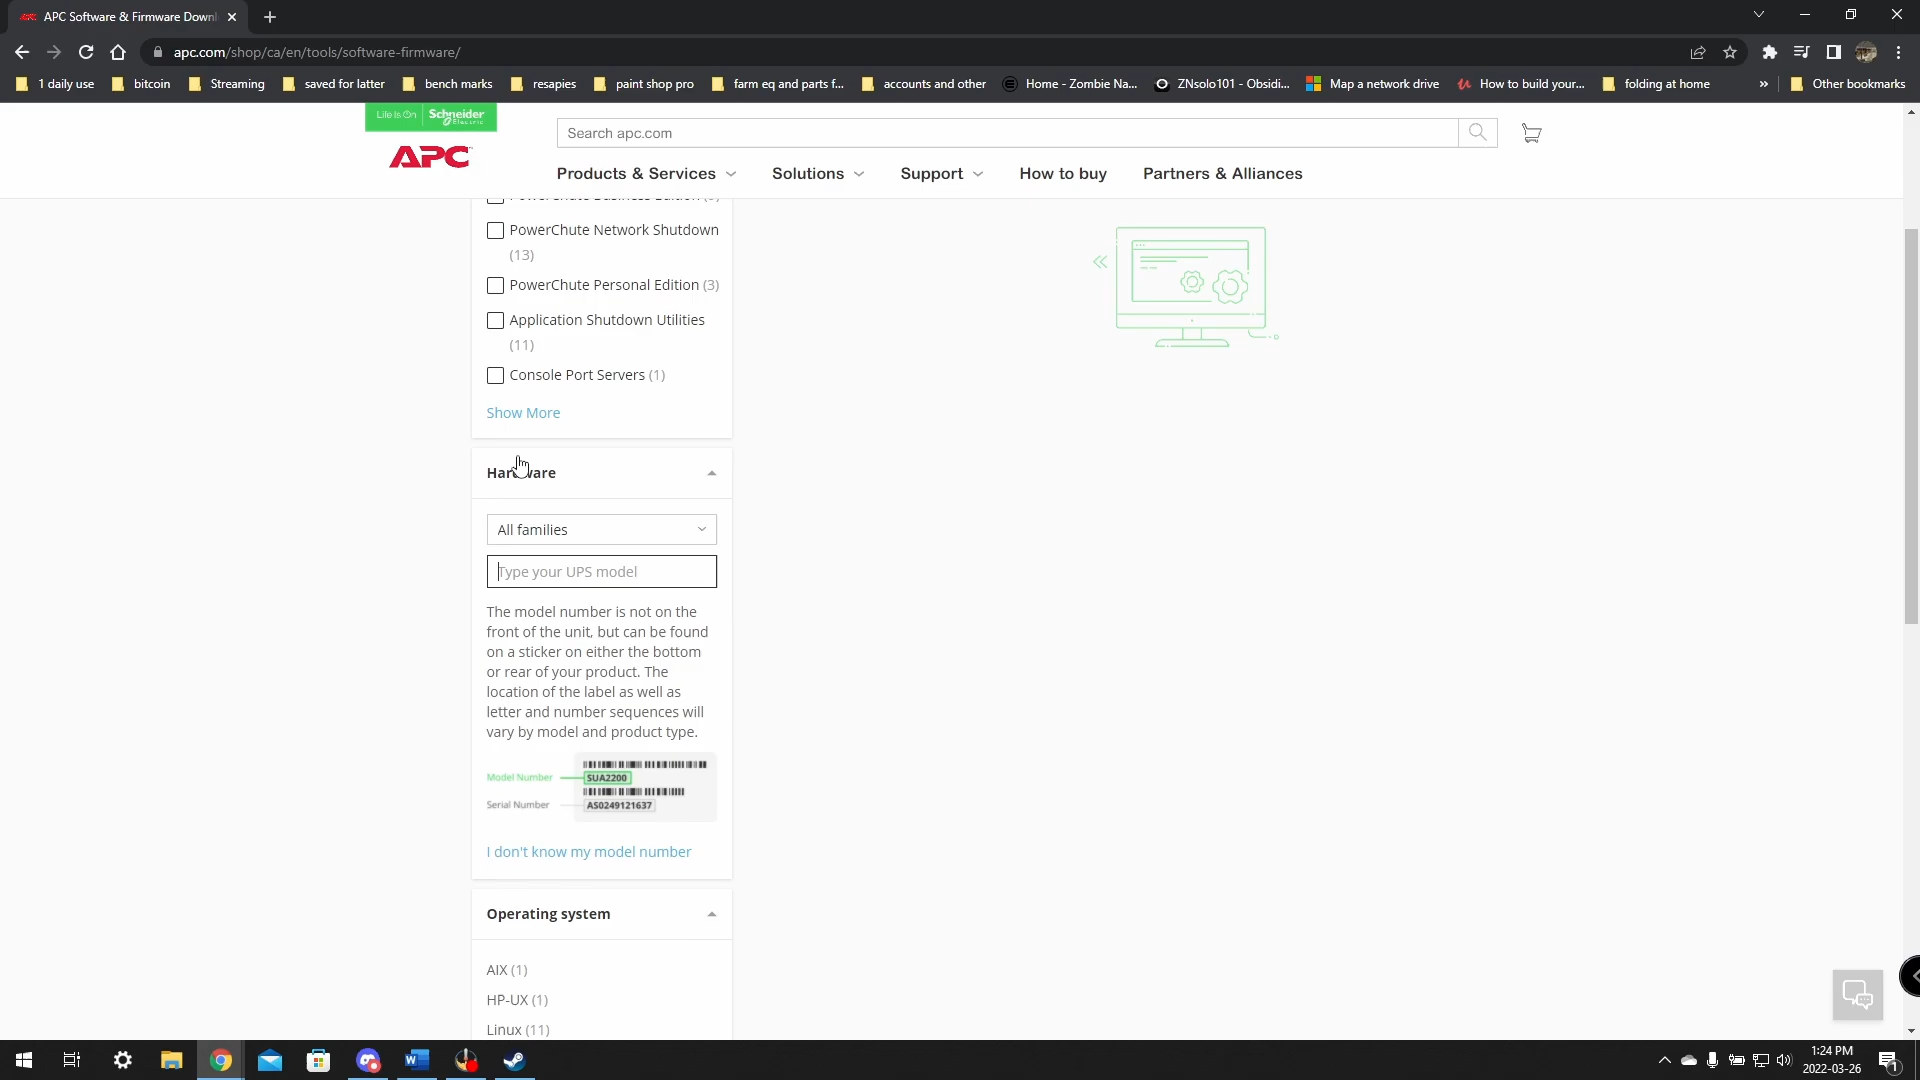 APC Software & Firmware Downl
apc.com/shop/ca/en/tools/software-firmware/
1 daily use
bitcoin
Streaming
saved for latter
bench marks
resapies
paint shop pro
farm eq and parts f...
accounts and other
Home - Zombie Na...
ZNsolo101 - Obsidi...
Map a network drive
How to build your...
folding at home
»
Other bookmarks
Life Is On
Schneider
Electric
APC
Search apc.com
Products & Services
Solutions
Support
How to buy
Partners & Alliances
PowerChute Business Edition
PowerChute Network Shutdown
(13)
PowerChute Personal Edition (3)
Application Shutdown Utilities
(11)
Console Port Servers (1)
Show More
Hardware
All families
Type your UPS model
The model number is not on the
front of the unit, but can be found
on a sticker on either the bottom
or rear of your product. The
location of the label as well as
letter and number sequences will
vary by model and product type.
Model Number
SUA2200
Serial Number
AS0249121637
I don't know my model number
Operating system
AIX (1)
HP-UX (1)
Linux (11)
1:24 PM
2022-03-26
1